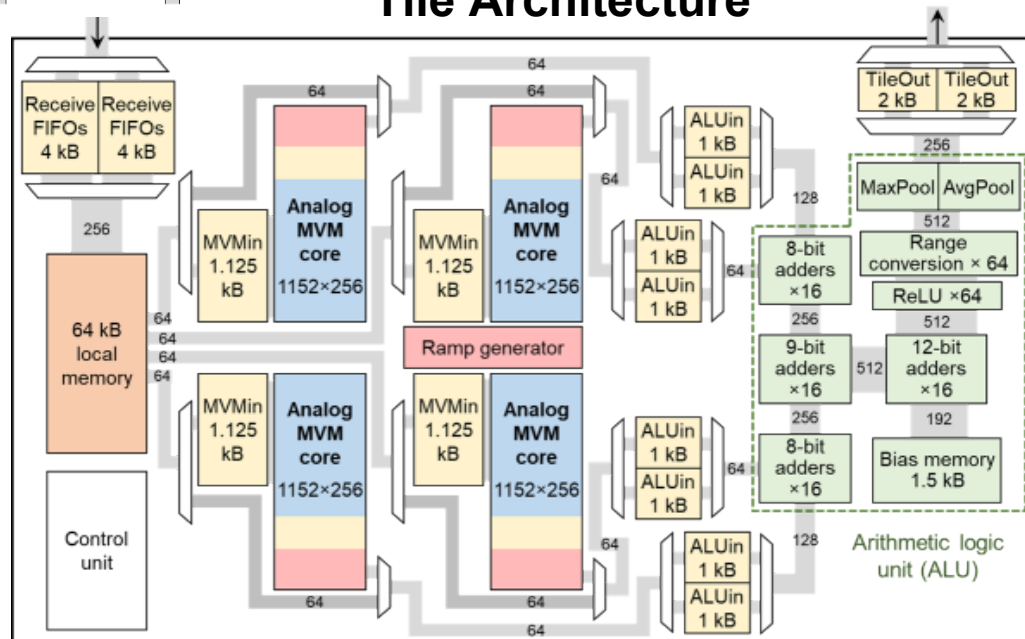 Tile Architecture
Receive
FIFOs
4 kB
Receive
FIFOs
4 kB
256
64 kB
local
memory
64
64
64
64
Control
unit
64
MVMin
1.125
kB
Analog
MVM
core
1152×256
64
MVMin
1.125
kB
Analog
MVM
core
1152×256
64
64
Ramp generator
MVMin
1.125
kB
Analog
MVM
core
1152×256
64
MVMin
1.125
kB
Analog
MVM
core
1152×256
64
64
64
ALUin
1 kB
ALUin
1 kB
128
ALUin
1 kB
ALUin
1 kB
64
ALUin
1 kB
ALUin
1 kB
64
ALUin
1 kB
ALUin
1 kB
128
TileOut
2 kB
TileOut
2 kB
256
MaxPool
AvgPool
512
Range
conversion × 64
ReLU ×64
512
8-bit
adders
×16
256
9-bit
adders
×16
512
12-bit
adders
×16
256
192
8-bit
adders
×16
Bias memory
1.5 kB
Arithmetic logic
unit (ALU)